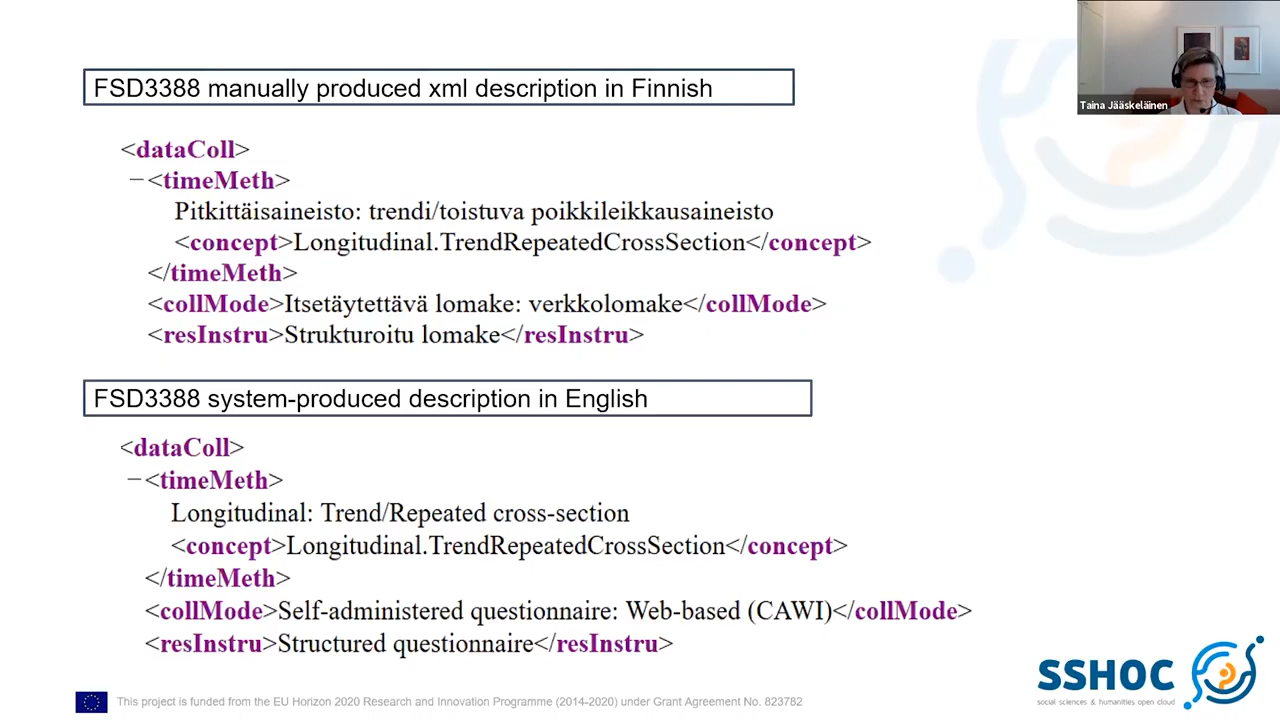 FSD3388 manually produced xml description in Finnish
Taina Jääskeläinen
<dataColl>
−<timeMeth>
Pitkittäisaineisto: trendi/toistuva poikkileikkausaineisto
<concept>Longitudinal.TrendRepeatedCrossSection</concept>
</timeMeth>
<collMode>Itsetäytettävä lomake: verkkolomake</collMode>
<resInstru>Strukturoitu lomake</resInstru>
FSD3388 system-produced description in English
<dataColl>
−<timeMeth>
Longitudinal: Trend/Repeated cross-section
<concept>Longitudinal.TrendRepeatedCrossSection</concept>
</timeMeth>
<collMode>Self-administered questionnaire: Web-based (CAWI)</collMode>
<resInstru>Structured questionnaire</resInstru>
SSHOC
social sciences & humanities open cloud
This project is funded from the EU Horizon 2020 Research and Innovation Programme (2014-2020) under Grant Agreement No. 823782